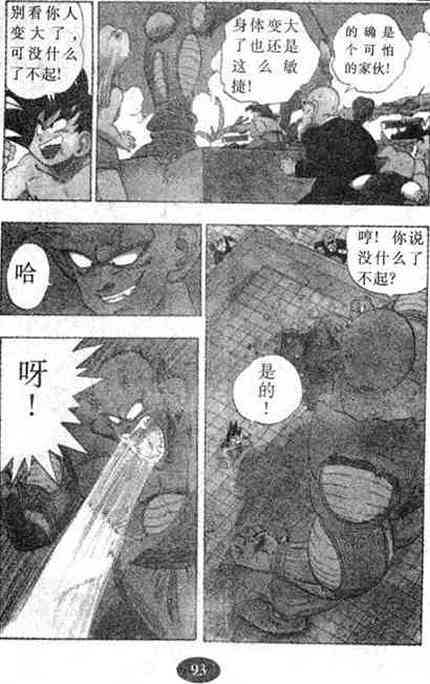 别看你人
变大了，
可没什么
了不起!
身体变大
了也还是
这么敏
捷!
的确是
个可怕
的家伙!
哈
呀!
哼! 你说
没什么了
不起?
是的!
93